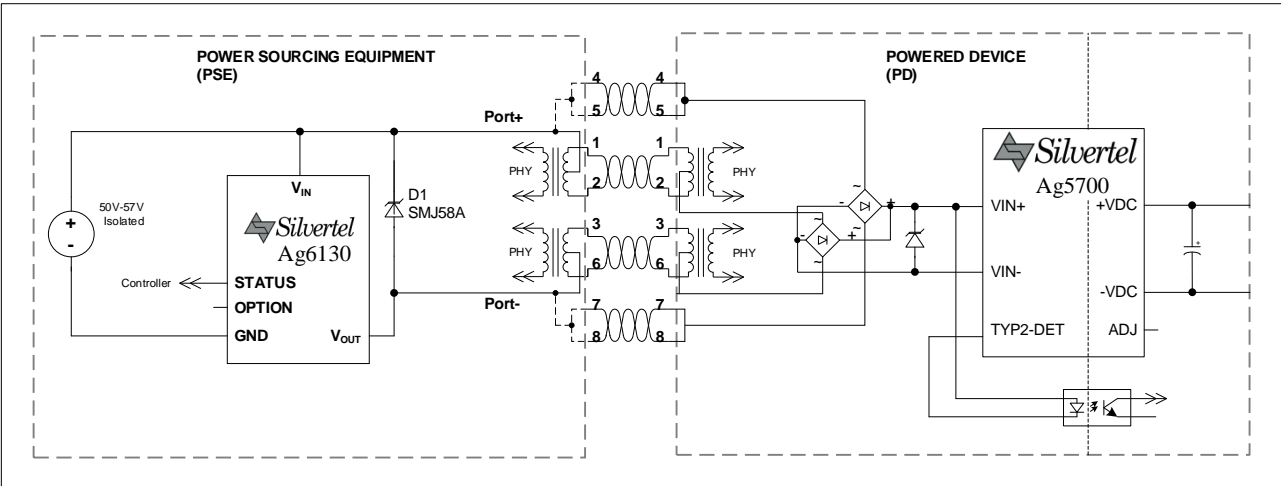 POWER SOURCING EQUIPMENT
(PSE)
POWERED DEVICE
(PD)
4 4
5 5
Port+
1 1
PHY PHY
2 2
3 3
PHY PHY
6 6
Port-
7 7
8 8
50V-57V
Isolated
+
-
VIN
Silvertel
Ag6130
Controller
STATUS
OPTION
GND
VOUT
D1
SMJ58A
~
- +
~
~
- +
~
Silvertel
Ag5700
VIN+
+VDC
VIN-
-VDC
TYP2-DET
ADJ
+